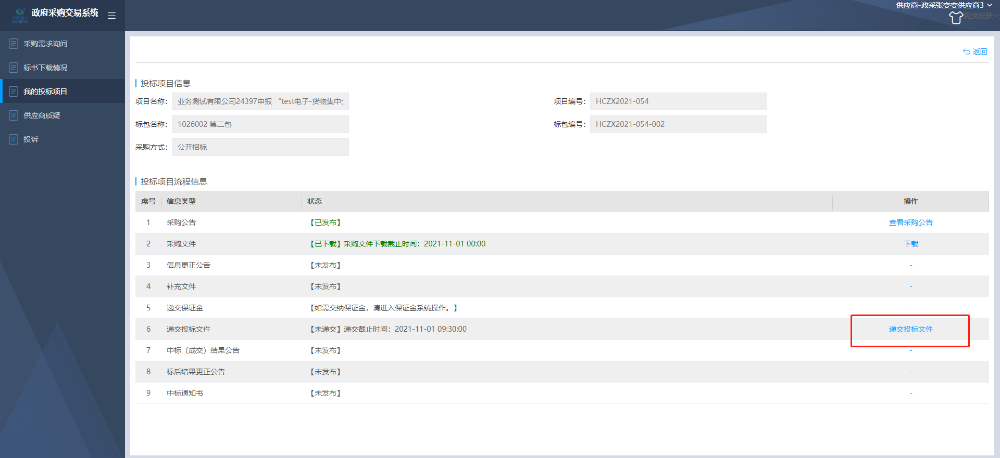 政府采购交易系统
供应商-政采张变变供应商3
更换皮肤
采购需求询问
标书下载情况
我的投标项目
供应商质疑
投诉
返回
投标项目信息
项目名称： 业务测试有限公司24397申报 “test电子-货物集中
项目编号： HCZX2021-054
标包名称： 1026002 第二包
标包编号： HCZX2021-054-002
采购方式： 公开招标
投标项目流程信息
序号 信息类型 状态 操作
1 采购公告 【已发布】 查看采购公告
2 采购文件 【已下载】采购文件下载截止时间：2021-11-01 00:00 下载
3 信息更正公告 【未发布】 -
4 补充文件 【未发布】 -
5 递交保证金 【如需交纳保证金，请进入保证金系统操作。】 -
6 递交投标文件 【未递交】递交截止时间：2021-11-01 09:30:00 递交投标文件
7 中标（成交）结果公告 【未发布】 -
8 标后结果更正公告 【未发布】 -
9 中标通知书 【未发布】 -